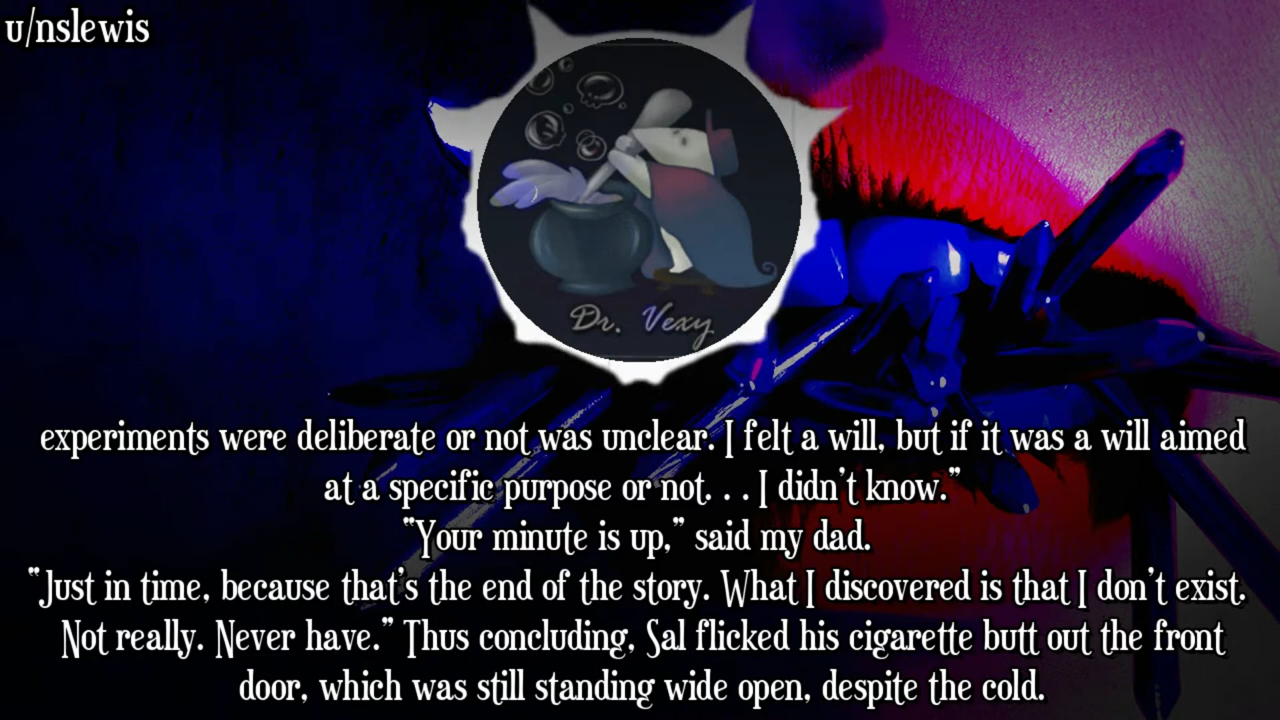 u/nslewis
Dr. Vexy
experiments were deliberate or not was unclear. I felt a will, but if it was a will aimed
at a specific purpose or not. . . I didn't know."
"Your minute is up," said my dad.
"Just in time, because that's the end of the story. What I discovered is that I don't exist.
Not really. Never have." Thus concluding, Sal flicked his cigarette butt out the front
door, which was still standing wide open, despite the cold.